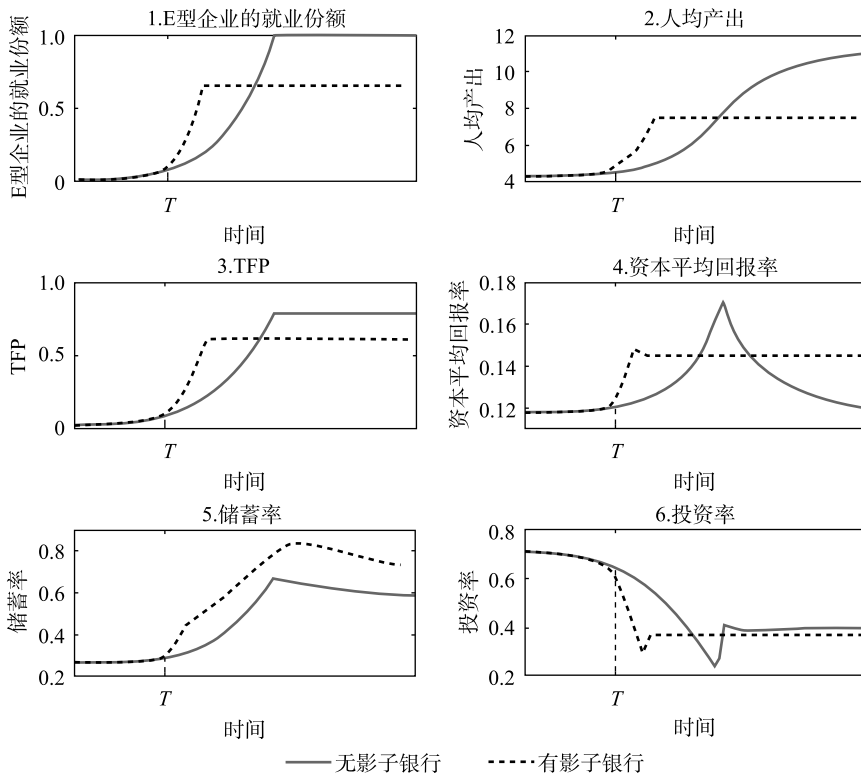 1.E型企业的就业份额
E型企业的就业份额
1.0
0.5
0
T
时间
2.人均产出
人均产出
12
10
8
6
4
T
时间
3.TFP
TFP
1.0
0.5
0
T
时间
4.资本平均回报率
资本平均回报率
0.18
0.16
0.14
0.12
T
时间
5.储蓄率
储蓄率
0.8
0.6
0.4
0.2
T
时间
6.投资率
投资率
0.8
0.6
0.4
0.2
T
时间
无影子银行
有影子银行